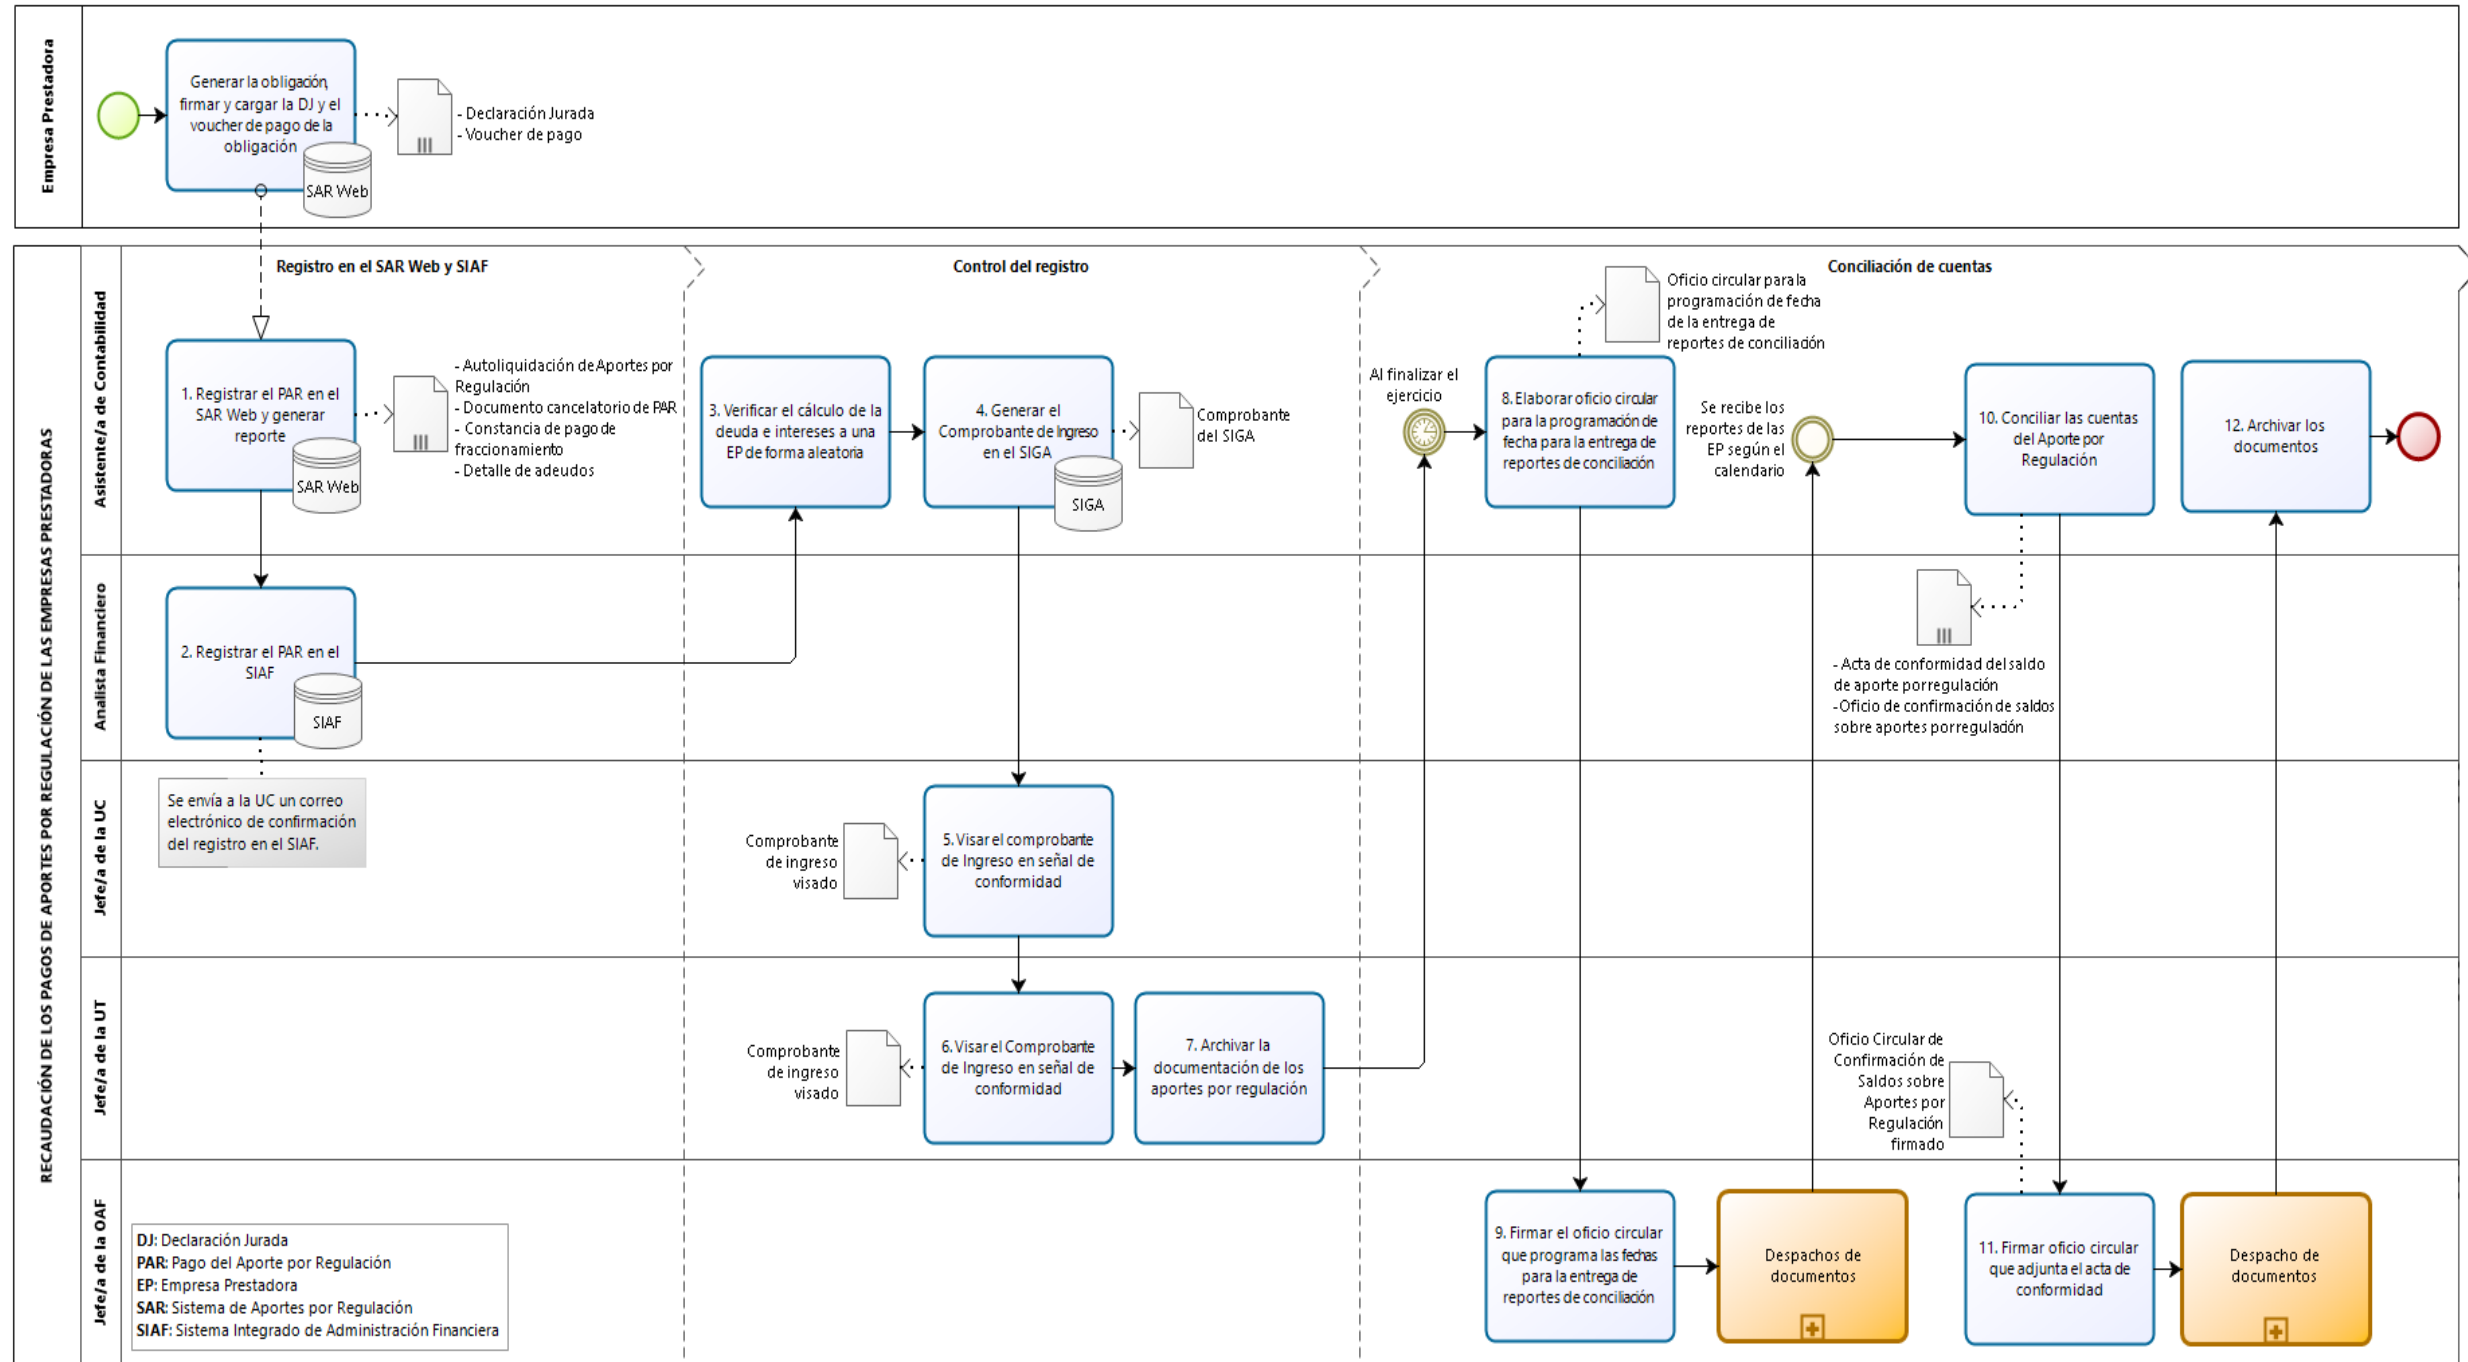 Empresa Prestadora
Generar la obligación,
firmar y cargar la DJ y el
voucher de pago de la
obligación
SAR Web
- Declaración Jurada
- Voucher de pago
RECAUDACIÓN DE LOS PAGOS DE APORTES POR REGULACIÓN DE LAS EMPRESAS PRESTADORAS
Registro en el SAR Web y SIAF
Control del registro
Conciliación de cuentas
Asistente/a de Contabilidad
1. Registrar el PAR en el
SAR Web y generar
reporte
SAR Web
- Autoliquidación de Aportes por
Regulación
- Documento cancelatorio de PAR
- Constancia de pago de
fraccionamiento
- Detalle de adeudos
3. Verificar el cálculo de la
deuda e intereses a una
EP de forma aleatoria
4. Generar el
Comprobante de Ingreso
en el SIGA
SIGA
Comprobante
del SIGA
Al finalizar el
ejercicio
8. Elaborar oficio circular
para la programación de
fecha para la entrega de
reportes de conciliación
Oficio circular para la
programación de fecha
de la entrega de
reportes de conciliación
Se recibe los
reportes de las
EP según el
calendario
10. Conciliar las cuentas
del Aporte por
Regulación
12. Archivar los
documentos
Analista Financiero
2. Registrar el PAR en el
SIAF
SIAF
- Acta de conformidad del saldo
de aporte por regulación
-Oficio de confirmación de saldos
sobre aportes por regulación
Jefe/a de la UC
Se envía a la UC un correo
electrónico de confirmación
del registro en el SIAF.
Comprobante
de ingreso
visado
5. Visar el comprobante
de Ingreso en señal de
conformidad
Jefe/a de la UT
Comprobante
de ingreso
visado
6. Visar el Comprobante
de Ingreso en señal de
conformidad
7. Archivar la
documentación de los
aportes por regulación
Oficio Circular de
Confirmación de
Saldos sobre
Aportes por
Regulación
firmado
Jefe/a de la OAF
DJ: Declaración Jurada
PAR: Pago del Aporte por Regulación
EP: Empresa Prestadora
SAR: Sistema de Aportes por Regulación
SIAF: Sistema Integrado de Administración Financiera
9. Firmar el oficio circular
que programa las fechas
para la entrega de
reportes de conciliación
Despachos de
documentos
11. Firmar oficio circular
que adjunta el acta de
conformidad
Despacho de
documentos